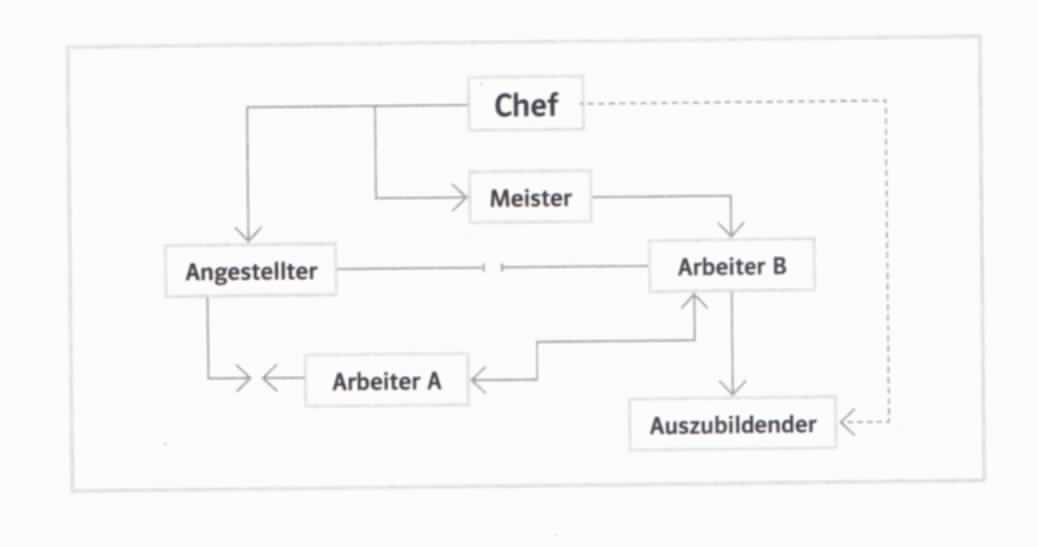 Chef
Meister
Angestellter
Arbeiter B
Arbeiter A
Auszubildender